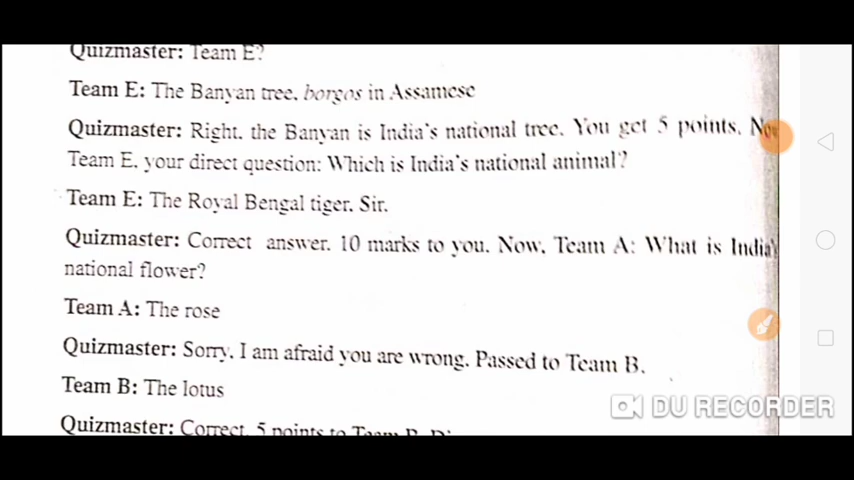 Quizmaster: Team E?
Team E: The Banyan tree, borgos in Assamese
Quizmaster: Right, the Banyan is India's national tree. You get 5 points. Now
Team E, your direct question: Which is India's national animal?
Team E: The Royal Bengal tiger, Sir.
Quizmaster: Correct answer. 10 marks to you. Now, Team A: What is India's
national flower?
Team A: The rose
Quizmaster: Sorry, I am afraid you are wrong. Passed to Team B.
Team B: The lotus
DU RECORDER
Quizmaster: Correct. 5 points to Team B.